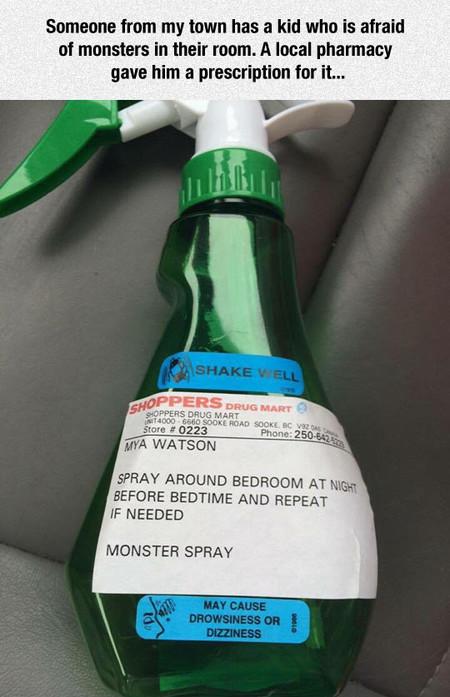 Someone from my town has a kid who is afraid
of monsters in their room. A local pharmacy
gave him a prescription for it...
SHAKE WELL
SHOPPERS DRUG MART
SHOPPERS DRUG MART
UNIT4000 - 6660 SOOKE ROAD SOOKE, BC V9Z 0A5
Store # 0223 Phone: 250-642-
MYA WATSON
SPRAY AROUND BEDROOM AT NIGHT
BEFORE BEDTIME AND REPEAT
IF NEEDED
MONSTER SPRAY
MAY CAUSE
DROWSINESS OR
DIZZINESS